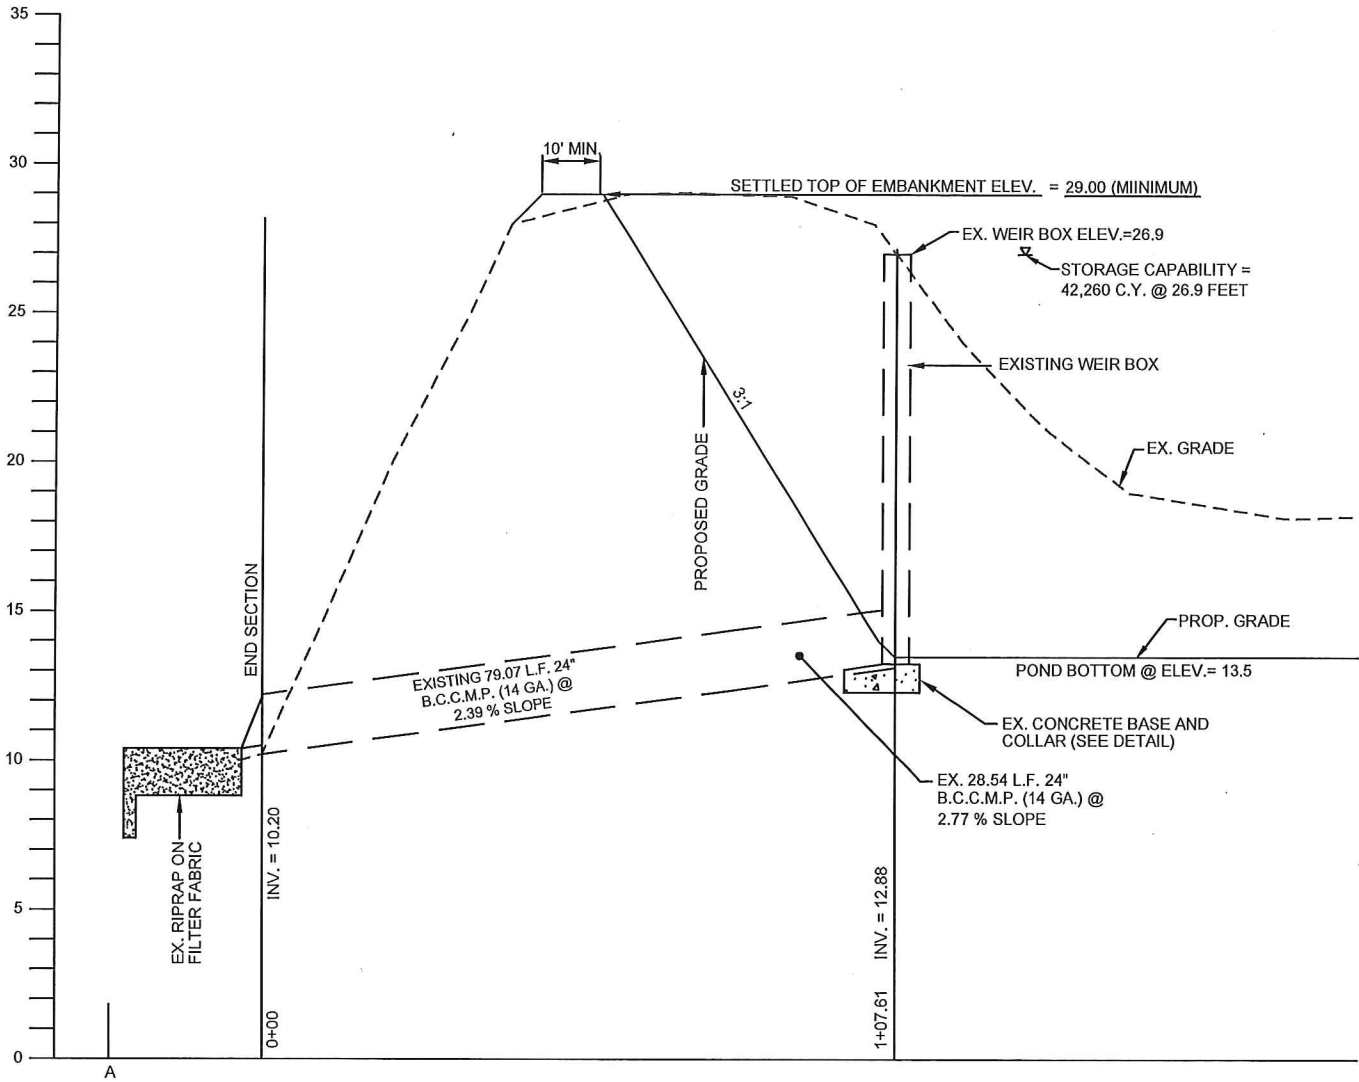 35
30
25
20
15
10
5
0
A
10' MIN.
SETTLED TOP OF EMBANKMENT ELEV. = 29.00 (MIINIMUM)
EX. WEIR BOX ELEV.=26.9
STORAGE CAPABILITY =
42,260 C.Y. @ 26.9 FEET
EXISTING WEIR BOX
EX. GRADE
3:1
PROPOSED GRADE
END SECTION
PROP. GRADE
POND BOTTOM @ ELEV.= 13.5
EXISTING 79.07 L.F. 24"
B.C.C.M.P. (14 GA.) @
2.39 % SLOPE
EX. CONCRETE BASE AND
COLLAR (SEE DETAIL)
EX. 28.54 L.F. 24"
B.C.C.M.P. (14 GA.) @
2.77 % SLOPE
EX. RIPRAP ON
FILTER FABRIC
0+00
INV. = 10.20
1+07.61
INV. = 12.88